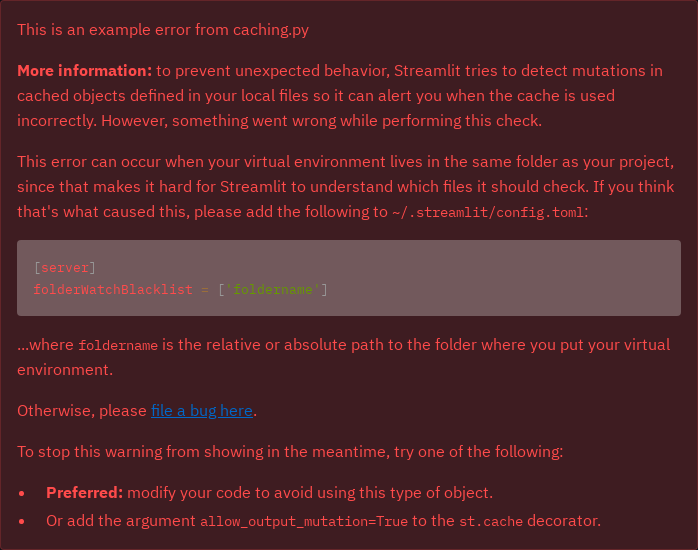 This is an example error from caching.py
More information: to prevent unexpected behavior, Streamlit tries to detect mutations in
cached objects defined in your local files so it can alert you when the cache is used
incorrectly. However, something went wrong while performing this check.
This error can occur when your virtual environment lives in the same folder as your project,
since that makes it hard for Streamlit to understand which files it should check. If you think
that's what caused this, please add the following to ~/.streamlit/config.toml:
[server]
folderWatchBlacklist = ['foldername']
...where foldername is the relative or absolute path to the folder where you put your virtual
environment.
Otherwise, please file a bug here.
To stop this warning from showing in the meantime, try one of the following:
• Preferred: modify your code to avoid using this type of object.
• Or add the argument allow_output_mutation=True to the st.cache decorator.